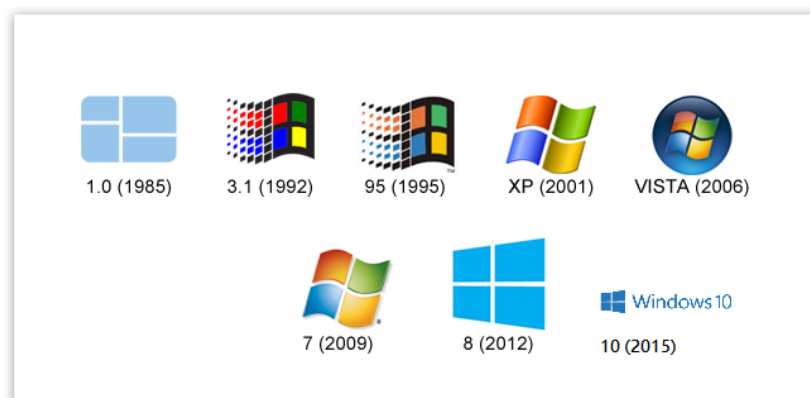 1.0 (1985) 3.1 (1992) 95 (1995) XP (2001) VISTA (2006)
Windows 10
7 (2009) 8 (2012) 10 (2015)